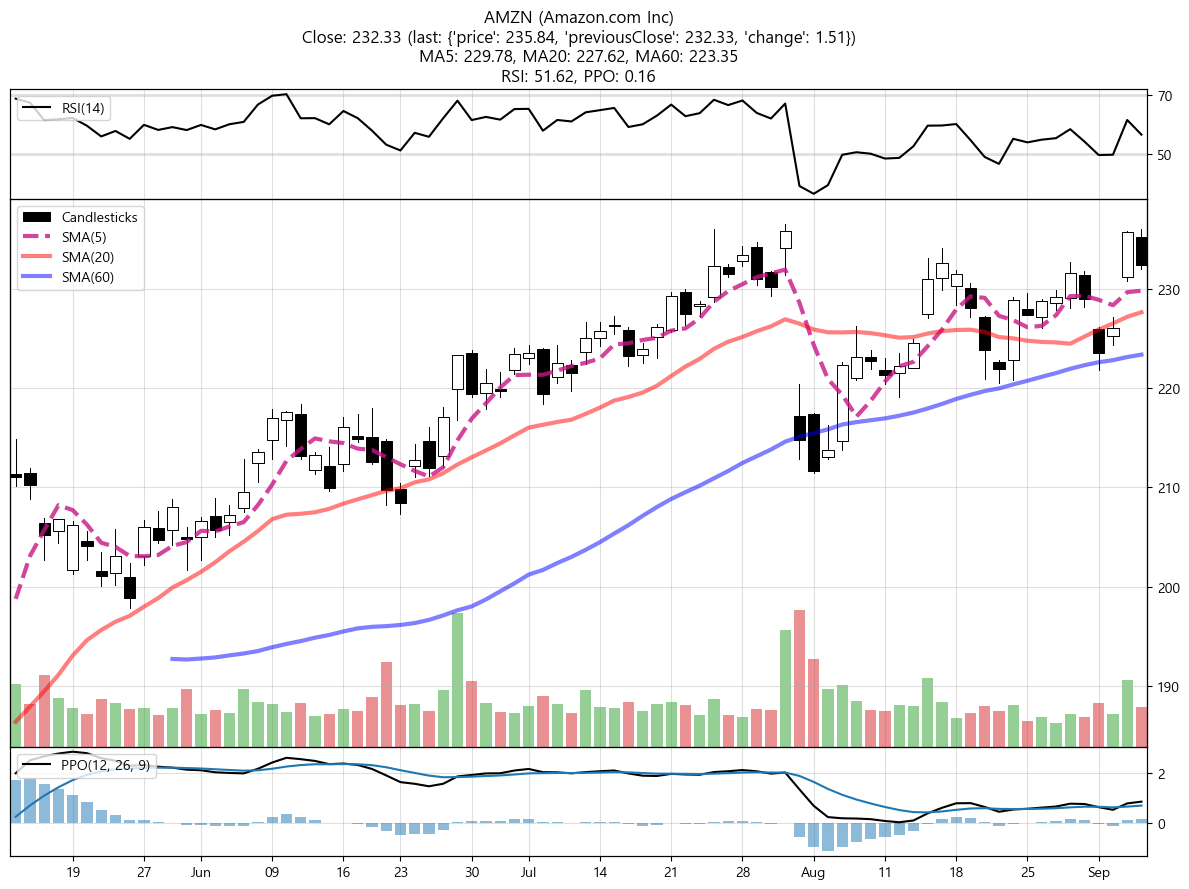 AMZN (Amazon.com Inc)
Close: 232.33 (last: {'price': 235.84, 'previousClose': 232.33, 'change': 1.51})
MA5: 229.78, MA20: 227.62, MA60: 223.35
RSI: 51.62, PPO: 0.16
RSI(14)
70
50
Candlesticks
SMA(5)
SMA(20)
SMA(60)
230
220
210
200
190
PPO(12, 26, 9)
2
0
19 27 Jun 09 16 23 30 Jul 14 21 28 Aug 11 18 25 Sep